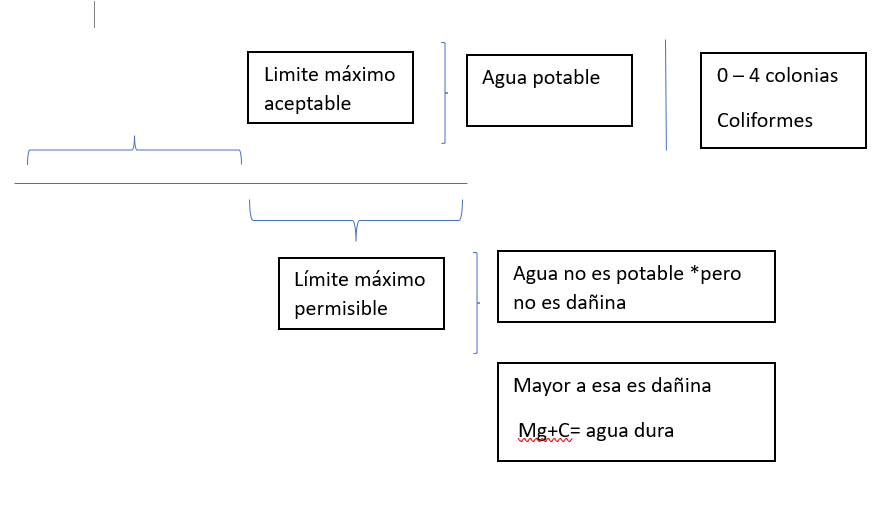 Limite máximo
aceptable
Agua potable
0 – 4 colonias
Coliformes
Límite máximo
permisible
Agua no es potable *pero
no es dañina
Mayor a esa es dañina
Mg+C= agua dura